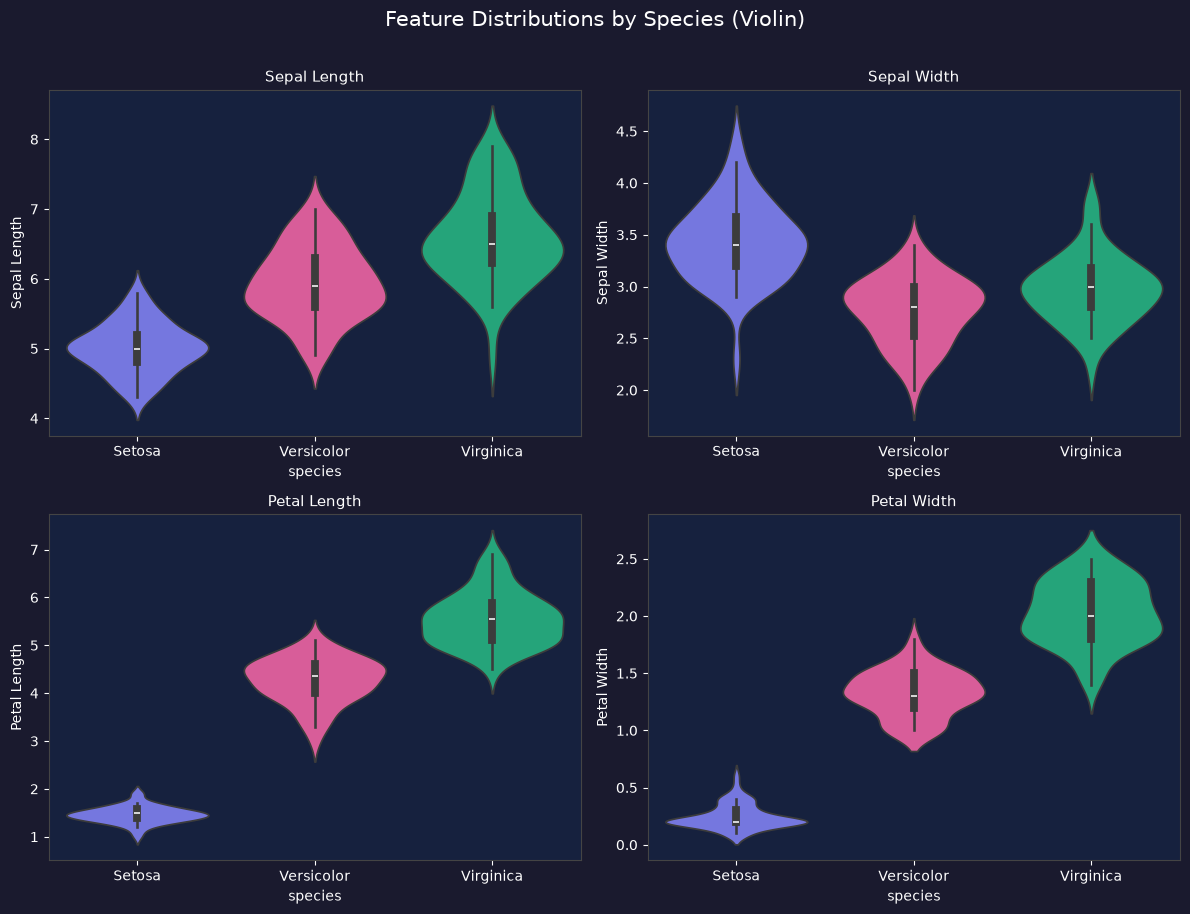 Feature Distributions by Species (Violin)
Sepal Length
Sepal Length
8
7
6
5
4
Setosa
Versicolor
Virginica
species
Sepal Width
Sepal Width
4.5
4.0
3.5
3.0
2.5
2.0
Setosa
Versicolor
Virginica
species
Petal Length
Petal Length
7
6
5
4
3
2
1
Setosa
Versicolor
Virginica
species
Petal Width
Petal Width
2.5
2.0
1.5
1.0
0.5
0.0
Setosa
Versicolor
Virginica
species